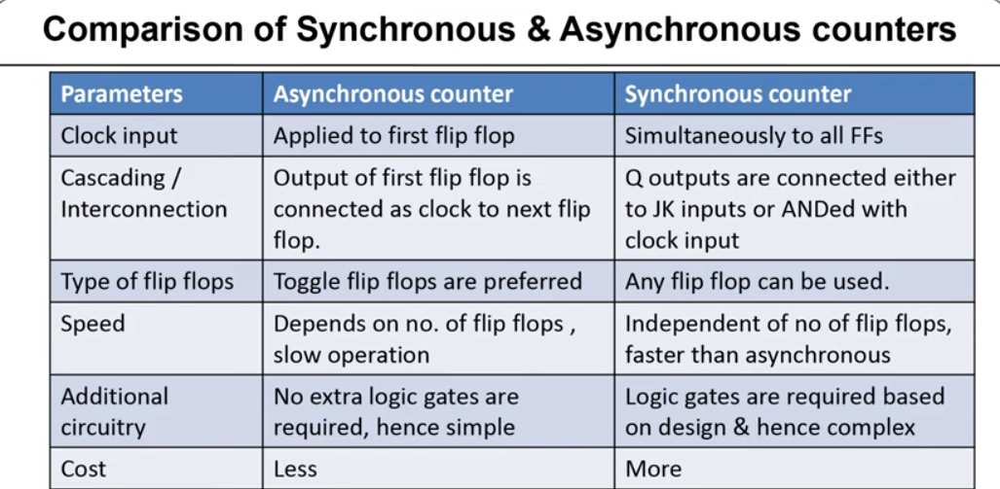 Comparison of Synchronous & Asynchronous counters
Parameters
Asynchronous counter
Synchronous counter
Clock input
Applied to first flip flop
Simultaneously to all FFs
Cascading /
Interconnection
Output of first flip flop is
connected as clock to next flip
flop.
Q outputs are connected either
to JK inputs or ANDed with
clock input
Type of flip flops
Toggle flip flops are preferred
Any flip flop can be used.
Speed
Depends on no. of flip flops ,
slow operation
Independent of no of flip flops,
faster than asynchronous
Additional
circuitry
No extra logic gates are
required, hence simple
Logic gates are required based
on design & hence complex
Cost
Less
More